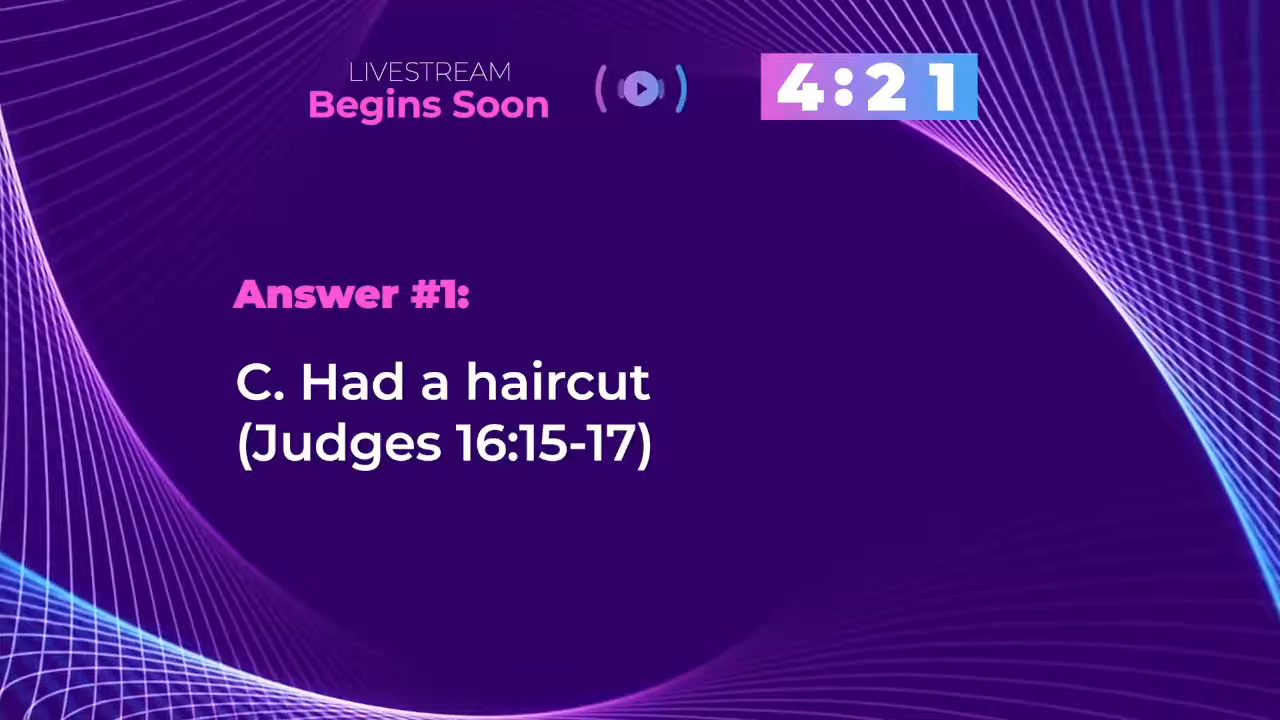 LIVESTREAM
Begins Soon
4:21
Answer #1:
C. Had a haircut
(Judges 16:15-17)